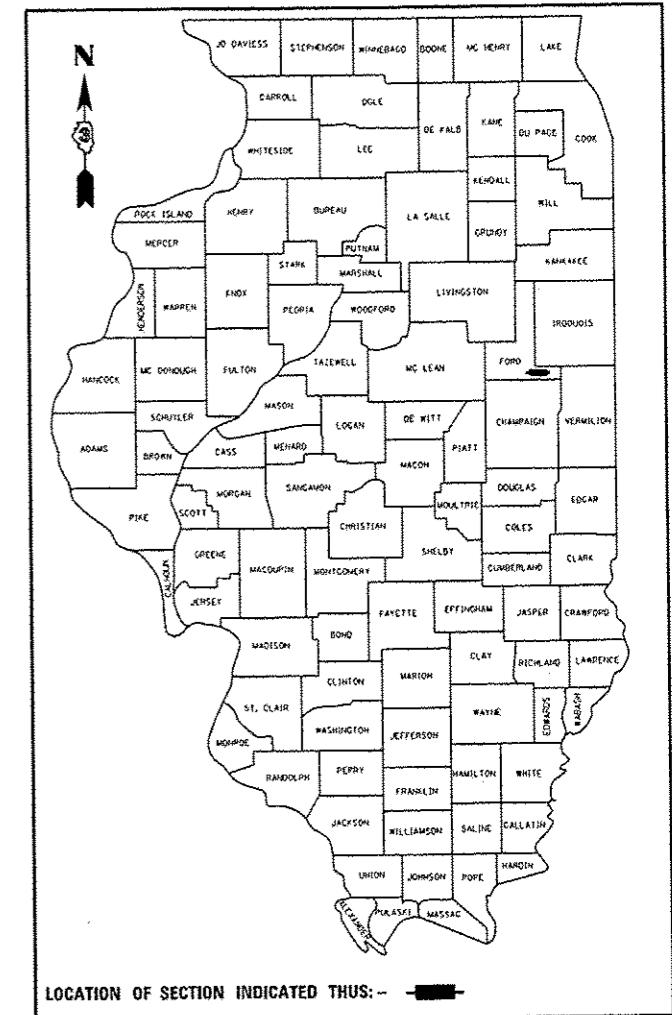 JO DAVIESS STEPHENSON WINNEBAGO BOONE MC HENRY LAKE
CARROLL OGLE DE KALB KANE DU PAGE COOK
WHITESIDE LEE
KENDALL WILL
ROCK ISLAND HENRY BUREAU LA SALLE
GRUNDY
MERCER PUTNAM
KANKAKEE
STARK MARSHALL
HENDERSON WARREN KNOX PEORIA WOODFORD LIVINGSTON IROQUOIS
FORD
HANCOCK MC DONOUGH FULTON TAZEWELL MC LEAN
MASON
SCHUYLER LOGAN DE WITT CHAMPAIGN VERMILION
ADAMS BROWN CASS MENARD PIATT
MACON
MORGAN SANGAMON DOUGLAS EDGAR
PIKE SCOTT CHRISTIAN MOULTRIE
COLES
GREENE SHELBY
CALHOUN MACOUPIN MONTGOMERY CUMBERLAND CLARK
JERSEY FAYETTE EFFINGHAM JASPER CRAWFORD
MADISON BOND
CLAY RICHLAND LAWRENCE
CLINTON MARION
ST. CLAIR WAYNE EDWARDS WABASH
WASHINGTON JEFFERSON
MONROE
RANDOLPH PERRY HAMILTON WHITE
FRANKLIN
JACKSON WILLIAMSON SALINE GALLATIN
UNION JOHNSON POPE HARDIN
ALEXANDER PULASKI MASSAC
N
LOCATION OF SECTION INDICATED THUS: -